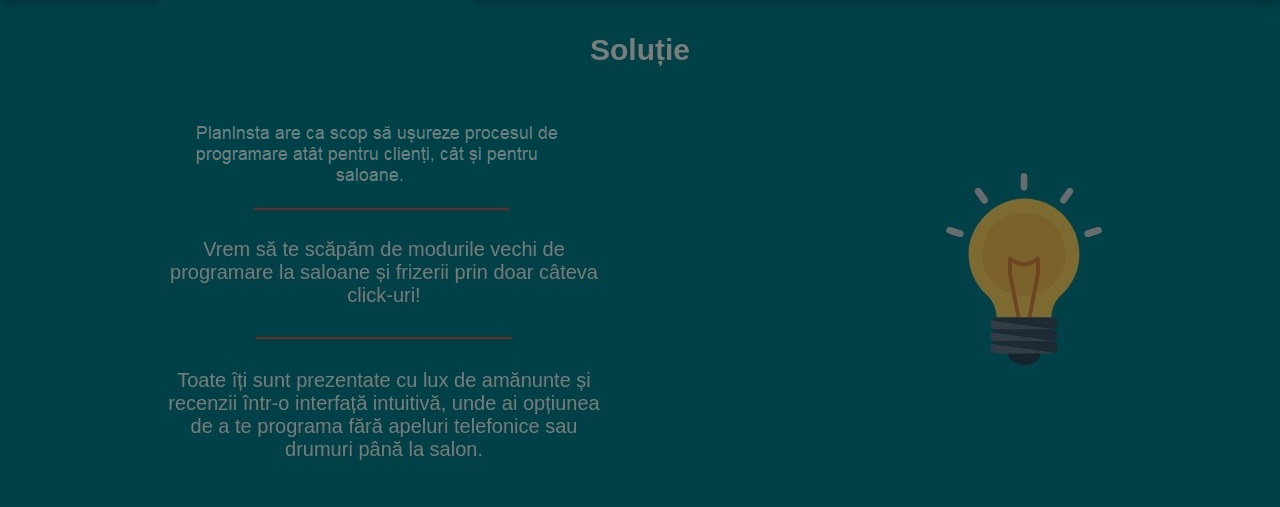 Soluție
PlanInsta are ca scop să ușureze procesul de
programare atât pentru clienți, cât și pentru
saloane.
Vrem să te scăpăm de modurile vechi de
programare la saloane și frizerii prin doar câteva
click-uri!
Toate îți sunt prezentate cu lux de amănunte și
recenzii într-o interfață intuitivă, unde ai opțiunea
de a te programa fără apeluri telefonice sau
drumuri până la salon.